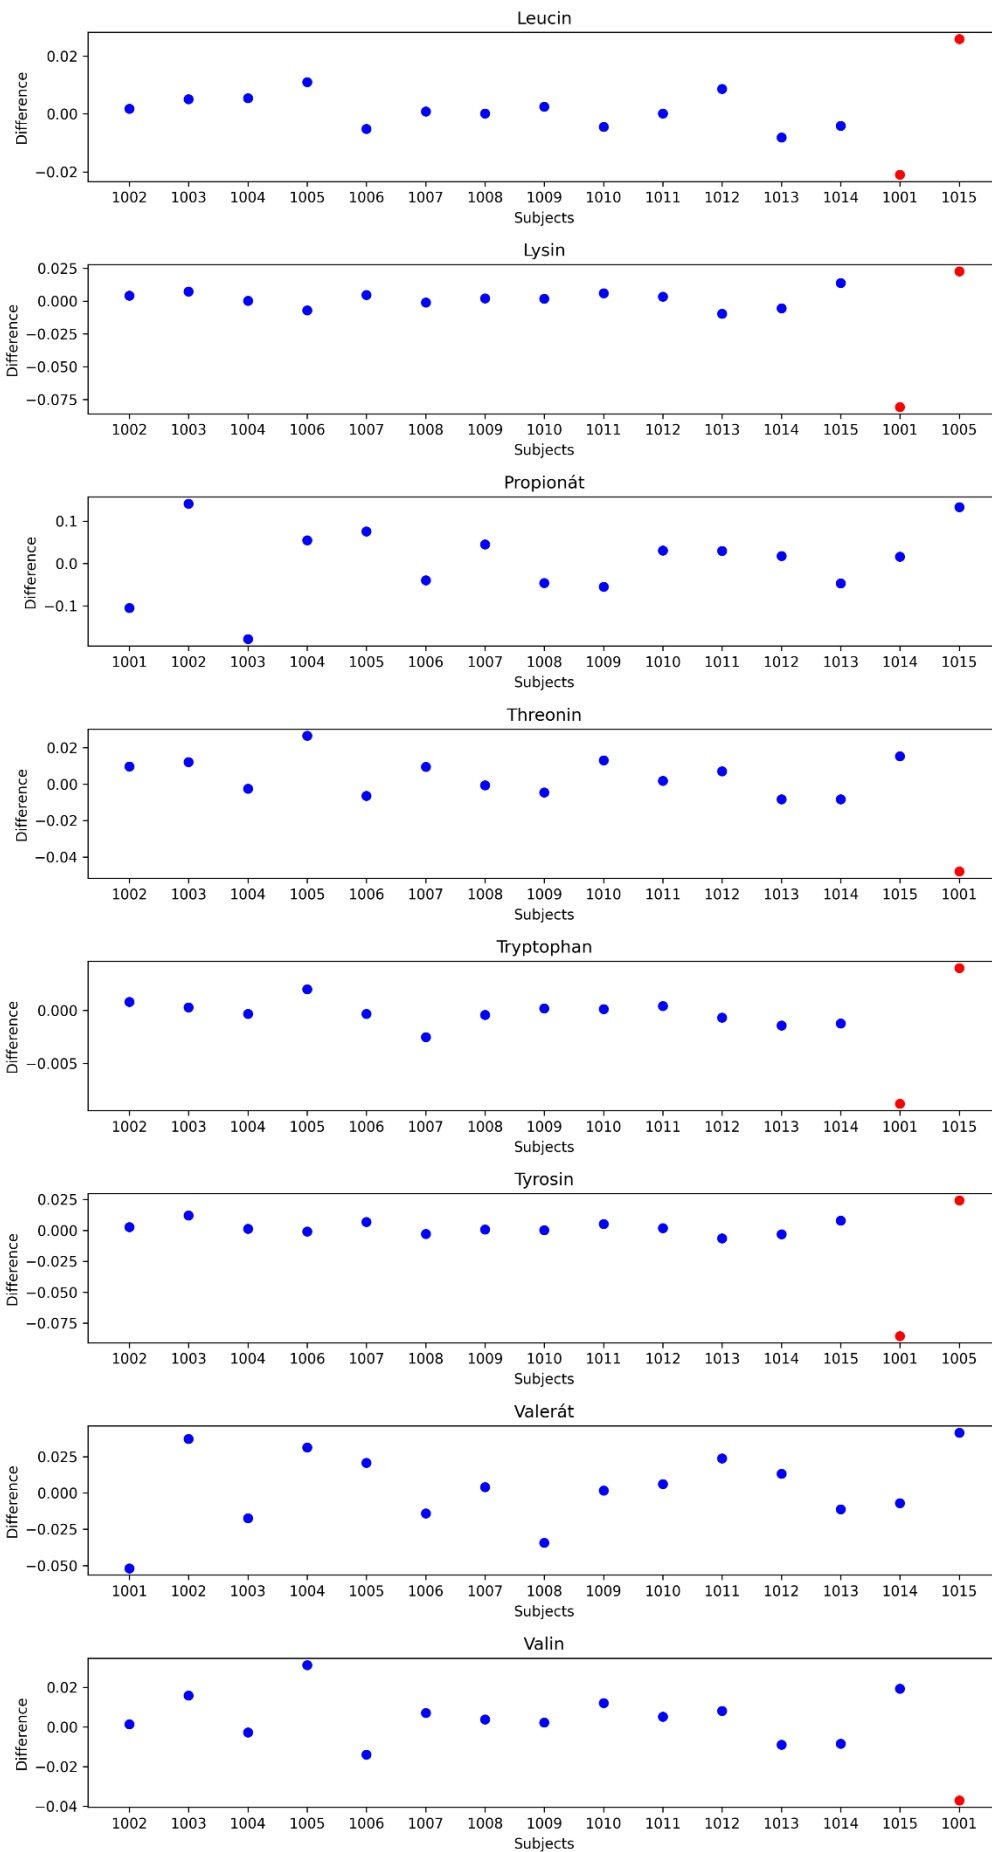 Leucin
Difference
0.02
0.00
−0.02
1002 1003 1004 1005 1006 1007 1008 1009 1010 1011 1012 1013 1014 1001 1015
Subjects
Lysin
Difference
0.025
0.000
−0.025
−0.050
−0.075
1002 1003 1004 1006 1007 1008 1009 1010 1011 1012 1013 1014 1015 1001 1005
Subjects
Propionát
Difference
0.1
0.0
−0.1
1001 1002 1003 1004 1005 1006 1007 1008 1009 1010 1011 1012 1013 1014 1015
Subjects
Threonin
Difference
0.02
0.00
−0.02
−0.04
1002 1003 1004 1005 1006 1007 1008 1009 1010 1011 1012 1013 1014 1015 1001
Subjects
Tryptophan
Difference
0.000
−0.005
1002 1003 1004 1005 1006 1007 1008 1009 1010 1011 1012 1013 1014 1001 1015
Subjects
Tyrosin
Difference
0.025
0.000
−0.025
−0.050
−0.075
1002 1003 1004 1006 1007 1008 1009 1010 1011 1012 1013 1014 1015 1001 1005
Subjects
Valerát
Difference
0.025
0.000
−0.025
−0.050
1001 1002 1003 1004 1005 1006 1007 1008 1009 1010 1011 1012 1013 1014 1015
Subjects
Valin
Difference
0.02
0.00
−0.02
−0.04
1002 1003 1004 1005 1006 1007 1008 1009 1010 1011 1012 1013 1014 1015 1001
Subjects